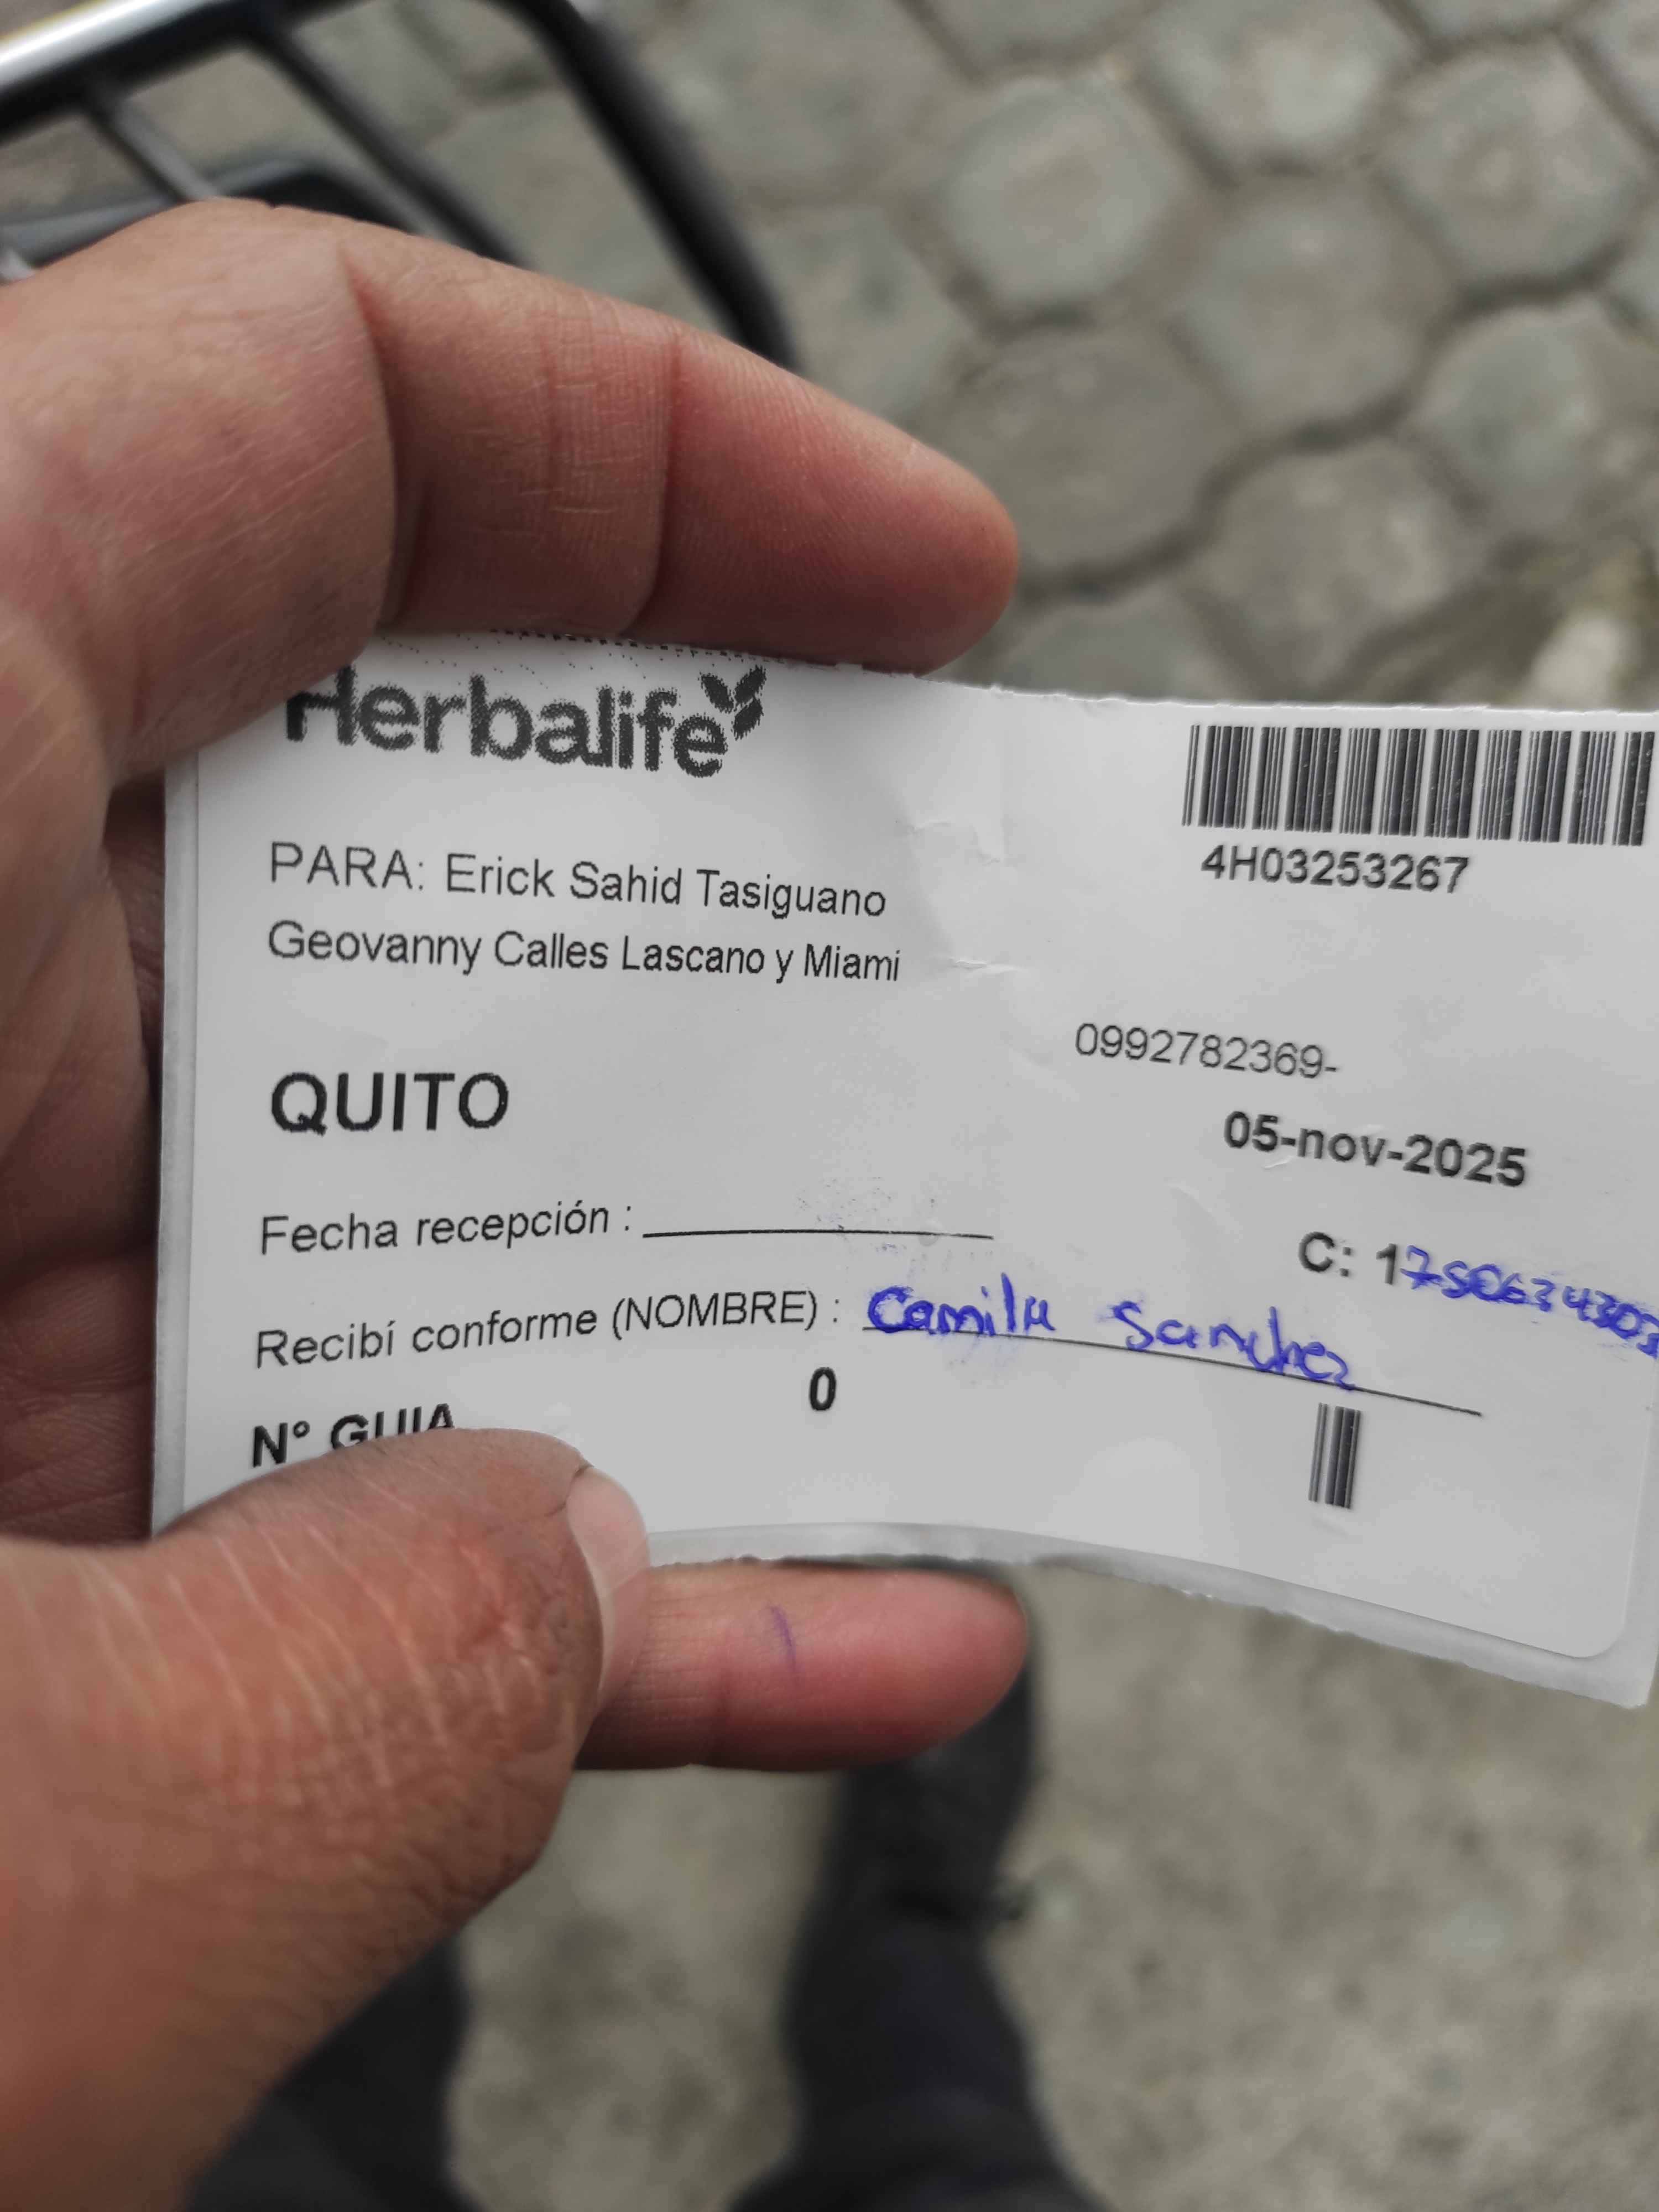 Herbalife
4H03253267
PARA: Erick Sahid Tasiguano
Geovanny Calles Lascano y Miami
0992782369-
QUITO
05-nov-2025
Fecha recepción :
C: 1
Recibí conforme (NOMBRE) : Camila Sanchez
N° GUIA 0